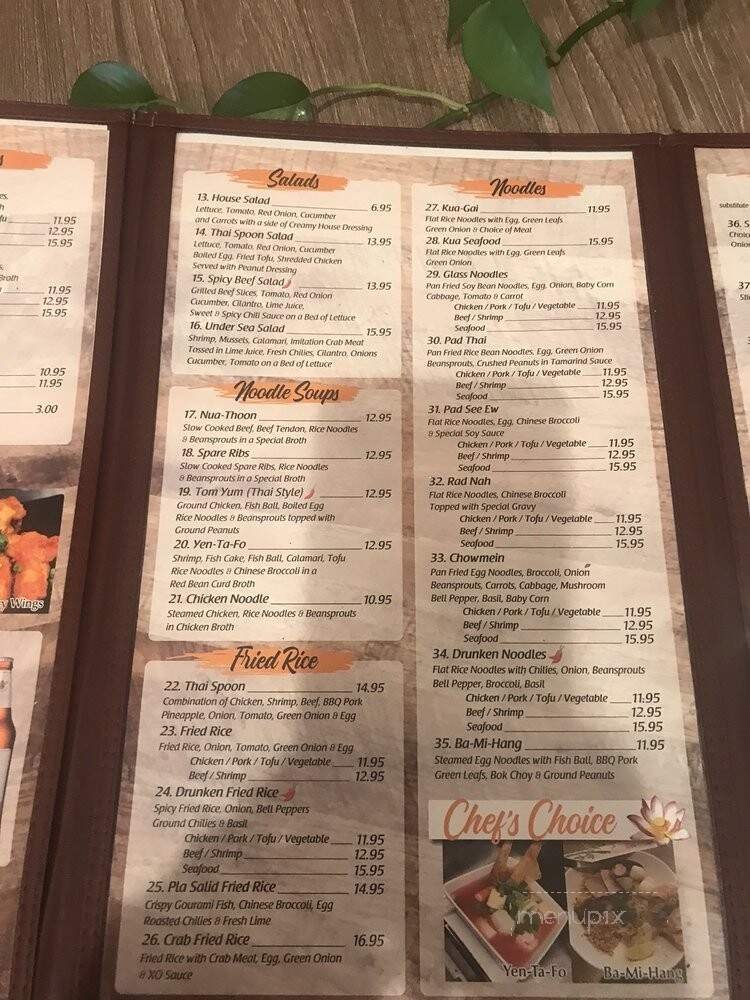 11.95
12.95
15.95
Broth
11.95
12.95
15.95
10.95
11.95
3.00
Wings
Salads
13. House Salad 6.95
Lettuce, Tomato, Red Onion, Cucumber
and Carrots with a side of Creamy House Dressing
14. Thai Spoon Salad 13.95
Lettuce, Tomato, Red Onion, Cucumber
Boiled Egg, Fried Tofu, Shredded Chicken
Served with Peanut Dressing
15. Spicy Beef Salad 13.95
Grilled Beef Slices, Tomato, Red Onion
Cucumber, Cilantro, Lime Juice,
Sweet & Spicy Chili Sauce on a Bed of Lettuce
16. Under Sea Salad 15.95
Shrimp, Mussels, Calamari, Imitation Crab Meat
Tossed in Lime Juice, Fresh Chilies, Cilantro, Onions
Cucumber, Tomato on a Bed of Lettuce
Noodle Soups
17. Nua-Thoon 12.95
Slow Cooked Beef, Beef Tendon, Rice Noodles
& Beansprouts in a Special Broth
18. Spare Ribs 12.95
Slow Cooked Spare Ribs, Rice Noodles
& Beansprouts in a Special Broth
19. Tom Yum (Thai Style) 12.95
Ground Chicken, Fish Ball, Boiled Egg
Rice Noodles & Beansprouts topped with
Ground Peanuts
20. Yen-Ta-Fo 12.95
Shrimp, Fish Cake, Fish Ball, Calamari, Tofu
Rice Noodles & Chinese Broccoli in a
Red Bean Curd Broth
21. Chicken Noodle 10.95
Steamed Chicken, Rice Noodles & Beansprouts
in Chicken Broth
Fried Rice
22. Thai Spoon 14.95
Combination of Chicken, Shrimp, Beef, BBQ Pork
Pineapple, Onion, Tomato, Green Onion & Egg
23. Fried Rice
Fried Rice, Onion, Tomato, Green Onion & Egg
Chicken / Pork / Tofu / Vegetable 11.95
Beef / Shrimp 12.95
24. Drunken Fried Rice
Spicy Fried Rice, Onion, Bell Peppers
Ground Chilies & Basil
Chicken / Pork / Tofu / Vegetable 11.95
Beef / Shrimp 12.95
Seafood 15.95
25. Pla Salid Fried Rice 14.95
Crispy Gourami Fish, Chinese Broccoli, Egg
Roasted Chilies & Fresh Lime
26. Crab Fried Rice 16.95
Fried Rice with Crab Meat, Egg, Green Onion
& XO Sauce
Noodles
27. Kua-Gai 11.95
Flat Rice Noodles with Egg, Green Leafs
Green Onion & Choice of Meat
28. Kua Seafood 15.95
Flat Rice Noodles with Egg, Green Leafs
Green Onion
29. Glass Noodles
Pan Fried Soy Bean Noodles, Egg, Onion, Baby Corn
Cabbage, Tomato & Carrot
Chicken / Pork / Tofu / Vegetable 11.95
Beef / Shrimp 12.95
Seafood 15.95
30. Pad Thai
Pan Fried Rice Bean Noodles, Egg, Green Onion
Beansprouts, Crushed Peanuts in Tamarind Sauce
Chicken / Pork / Tofu / Vegetable 11.95
Beef / Shrimp 12.95
Seafood 15.95
31. Pad See Ew
Flat Rice Noodles, Egg, Chinese Broccoli
& Special Soy Sauce
Chicken / Pork / Tofu / Vegetable 11.95
Beef / Shrimp 12.95
Seafood 15.95
32. Rad Nah
Flat Rice Noodles, Chinese Broccoli
Topped with Special Gravy
Chicken / Pork / Tofu / Vegetable 11.95
Beef / Shrimp 12.95
Seafood 15.95
33. Chowmein
Pan Fried Egg Noodles, Broccoli, Onion
Beansprouts, Carrots, Cabbage, Mushroom
Bell Pepper, Basil, Baby Corn
Chicken / Pork / Tofu / Vegetable 11.95
Beef / Shrimp 12.95
Seafood 15.95
34. Drunken Noodles
Flat Rice Noodles with Chilies, Onion, Beansprouts
Bell Pepper, Broccoli, Basil
Chicken / Pork / Tofu / Vegetable 11.95
Beef / Shrimp 12.95
Seafood 15.95
35. Ba-Mi-Hang 11.95
Steamed Egg Noodles with Fish Ball, BBQ Pork
Green Leafs, Bok Choy & Ground Peanuts
Chef's Choice
menupix
Yen-Ta-Fo Ba-Mi-Hang
substitute
36. S
Choice
Onion
37